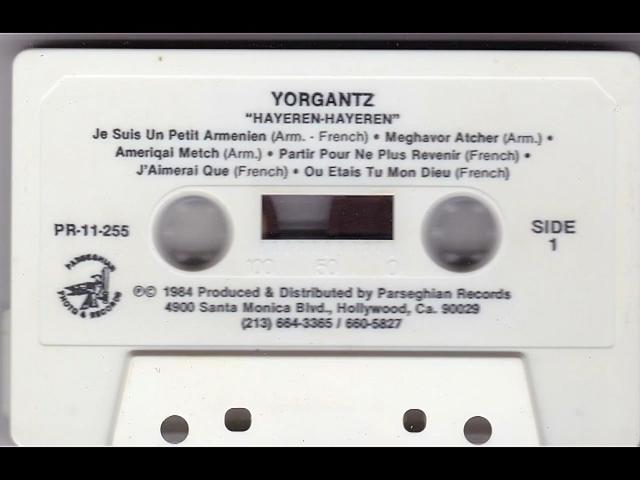 YORGANTZ
"HAYEREN-HAYEREN"
Je Suis Un Petit Armenien (Arm. - French) • Meghavor Atcher (Arm.) •
Ameriqai Metch (Arm.) • Partir Pour Ne Plus Revenir (French) •
J'Aimerai Que (French) • Ou Etais Tu Mon Dieu (French)
PR-11-255
SIDE
1
100 50 0
PARSEGHIAN
PHOTO & RECORDS
℗© 1984 Produced & Distributed by Parseghian Records
4900 Santa Monica Blvd., Hollywood, Ca. 90029
(213) 664-3365 / 660-5827